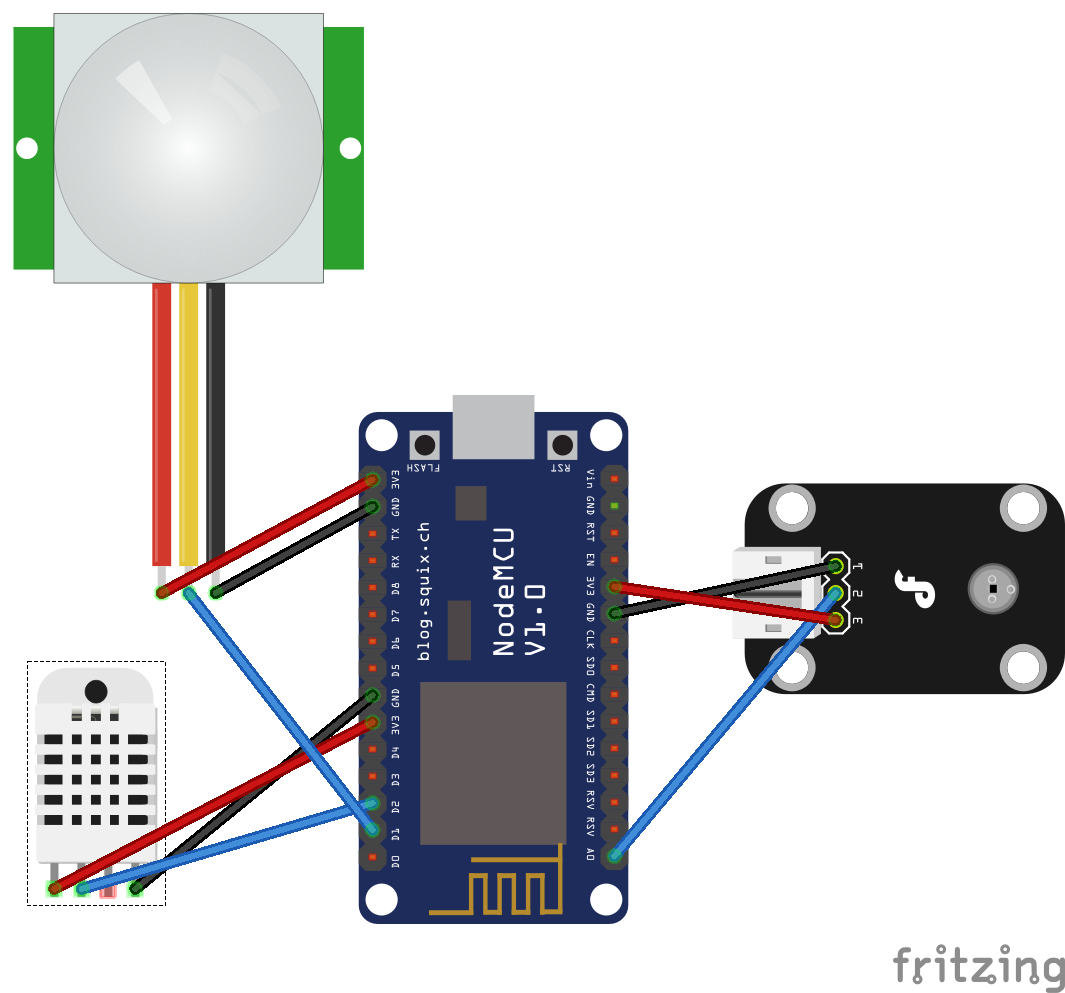 FLASH
RST
3V3
GND
TX
RX
D8
D7
D6
D5
GND
3V3
D4
D3
D2
D1
D0
blog.squix.ch
NodeMCU
V1.0
Vin
GND
RST
EN
3V3
GND
CLK
SD0
CMD
SD1
SD2
SD3
RSV
RSV
A0
1
2
3
fritzing